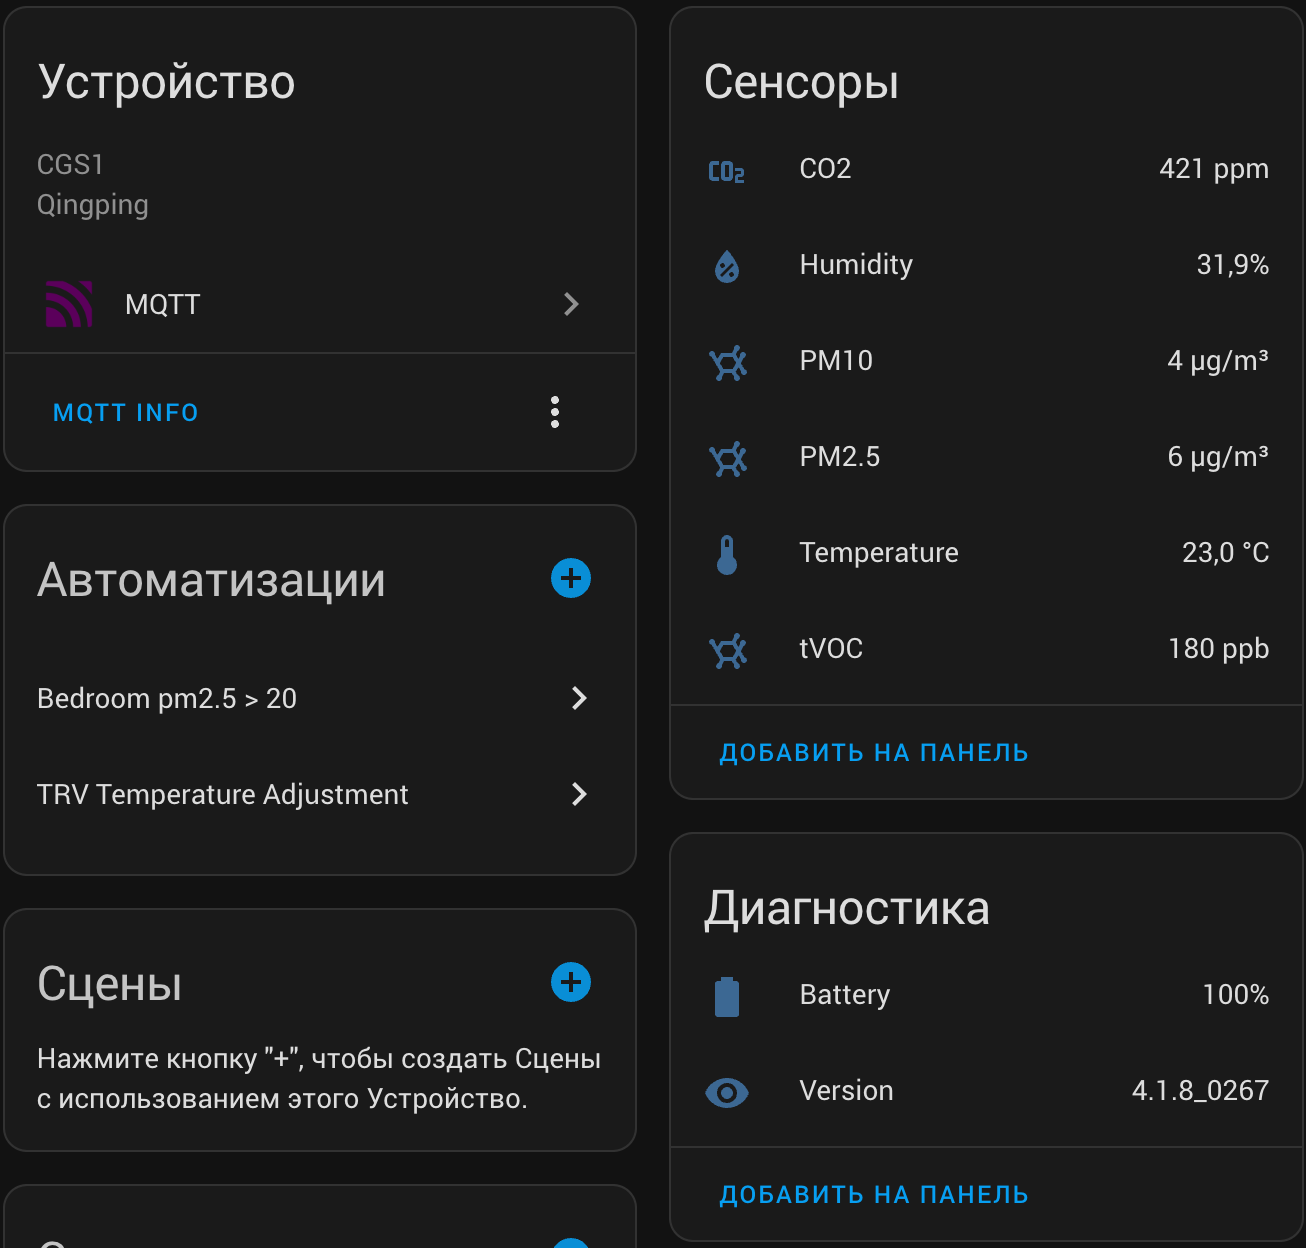 Устройство
CGS1
Qingping
MQTT
MQTT INFO
Автоматизации
Bedroom pm2.5 > 20
TRV Temperature Adjustment
Сцены
Нажмите кнопку "+", чтобы создать Сцены
с использованием этого Устройство.
Сенсоры
CO2 CO2 421 ppm
Humidity 31,9%
PM10 4 µg/m³
PM2.5 6 µg/m³
Temperature 23,0 °C
tVOC 180 ppb
ДОБАВИТЬ НА ПАНЕЛЬ
Диагностика
Battery 100%
Version 4.1.8_0267
ДОБАВИТЬ НА ПАНЕЛЬ